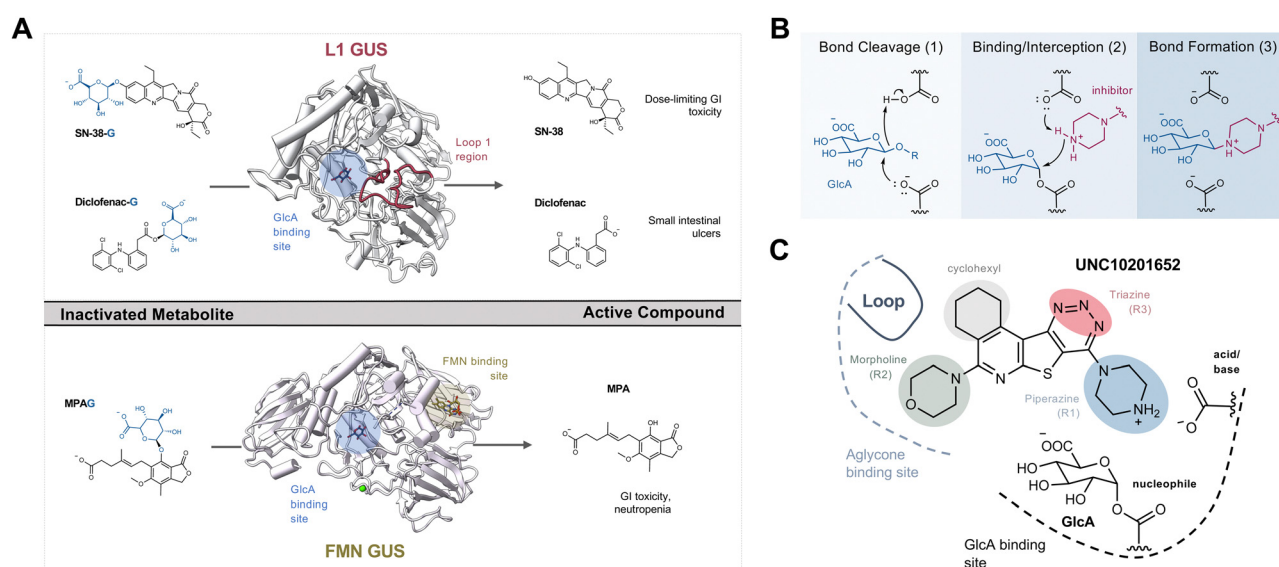 A
L1 GUS
SN-38-G
Loop 1
region
GlcA
binding
site
Diclofenac-G
SN-38
Dose-limiting GI
toxicity
Diclofenac
Small intestinal
ulcers
Inactivated Metabolite
Active Compound
MPAG
FMN binding
site
GlcA
binding
site
FMN GUS
MPA
GI toxicity,
neutropenia
B
Bond Cleavage (1)
Binding/Interception (2)
Bond Formation (3)
inhibitor
GlcA
C
UNC10201652
cyclohexyl
Loop
Triazine
(R3)
Morpholine
(R2)
Piperazine
(R1)
acid/
base
Aglycone
binding site
nucleophile
GlcA
GlcA binding
site